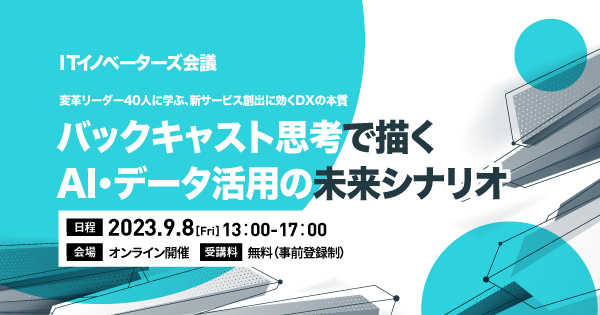 ITイノベーターズ会議
変革リーダー40人に学ぶ、新サービス創出に効くDXの本質
バックキャスト思考で描く
AI・データ活用の未来シナリオ
日程 2023.9.8[Fri] 13:00-17:00
会場 オンライン開催 受講料 無料(事前登録制)